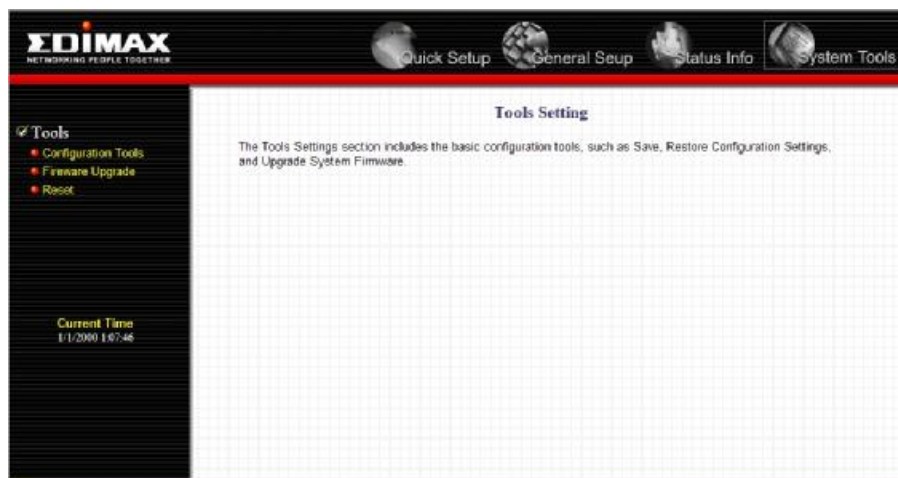 EDIMAX
NETWORKING PEOPLE TOGETHER
Quick Setup
General Seup
Status Info
System Tools
Tools
Configuration Tools
Firmware Upgrade
Reset
Current Time
1/1/2000 1:07:46
Tools Setting
The Tools Settings section includes the basic configuration tools, such as Save, Restore Configuration Settings,
and Upgrade System Firmware.